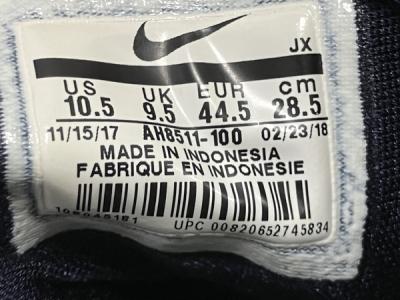 JX
US UK EUR cm
10.5 9.5 44.5 28.5
11/15/17 AH8511-100 02/23/18
MADE IN INDONESIA
FABRIQUE EN INDONESIE
UPC 00820652745834